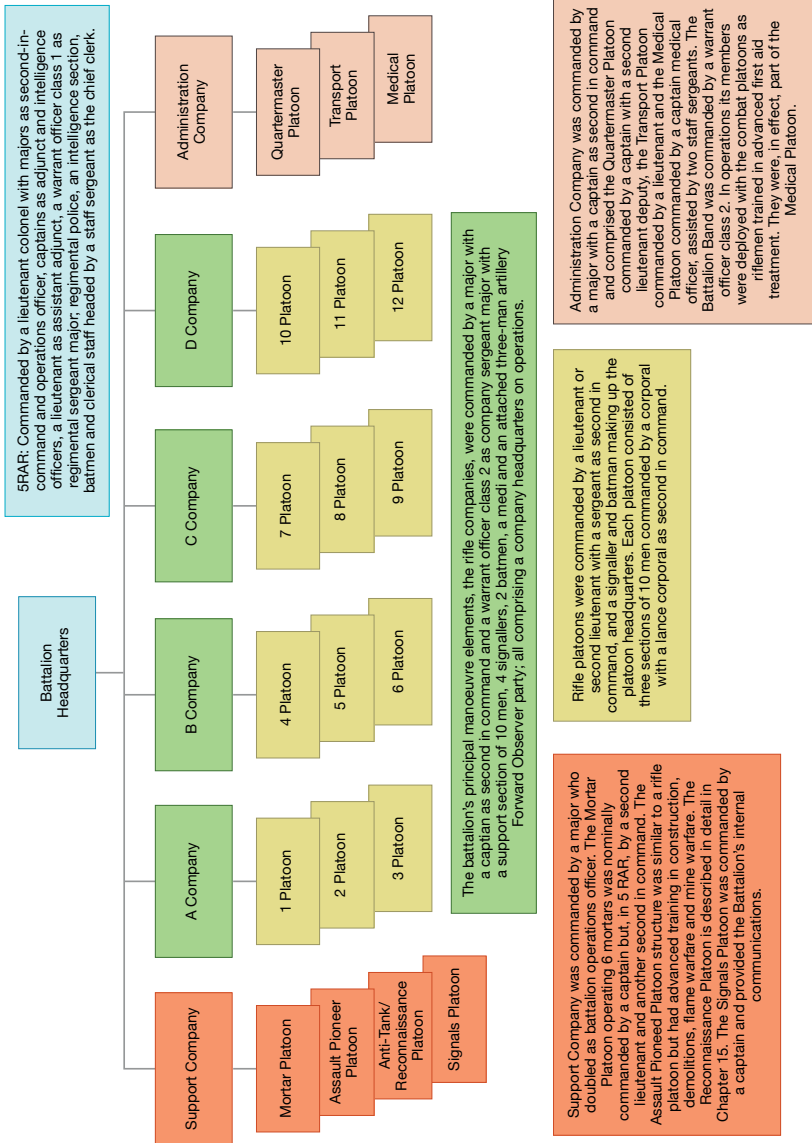 5RAR: Commanded by a lieutenant colonel with majors as second-in-
command and operations officer, captains as adjunct and intelligence
officers, a lieutenant as assistant adjunct, a warrant officer class 1 as
regimental sergeant major; regimental police, an intelligence section,
batmen and clerical staff headed by a staff sergeant as the chief clerk.
Battalion
Headquarters
Support Company
A Company
B Company
C Company
D Company
Administration
Company
Mortar Platoon
Assault Pioneer
Platoon
Anti-Tank/
Reconnaissance
Platoon
Signals Platoon
1 Platoon
2 Platoon
3 Platoon
4 Platoon
5 Platoon
6 Platoon
7 Platoon
8 Platoon
9 Platoon
10 Platoon
11 Platoon
12 Platoon
Quartermaster
Platoon
Transport
Platoon
Medical
Platoon
The battalion's principal manoeuvre elements, the rifle companies, were commanded by a major with
a captian as second in command and a warrant officer class 2 as company sergeant major with
a support section of 10 men, 4 signallers, 2 batmen, a medi and an attached three-man artillery
Forward Observer party; all comprising a company headquarters on operations.
Support Company was commanded by a major who
doubled as battalion operations officer. The Mortar
Platoon operating 6 mortars was nominally
commanded by a captain but, in 5 RAR, by a second
lieutenant and another second in command. The
Assault Pioneed Platoon structure was similar to a rifle
platoon but had advanced training in construction,
demolitions, flame warfare and mine warfare. The
Reconnaissance Platoon is described in detail in
Chapter 15. The Signals Platoon was commanded by
a captain and provided the Battalion's internal
communications.
Rifle platoons were commanded by a lieutenant or
second lieutenant with a sergeant as second in
command, and a signaller and batman making up the
platoon headquarters. Each platoon consisted of
three sections of 10 men commanded by a corporal
with a lance corporal as second in command.
Administration Company was commanded by
a major with a captain as second in command
and comprised the Quartermaster Platoon
commanded by a captain with a second
lieutenant deputy, the Transport Platoon
commanded by a lieutenant and the Medical
Platoon commanded by a captain medical
officer, assisted by two staff sergeants. The
Battalion Band was commanded by a warrant
officer class 2. In operations its members
were deployed with the combat platoons as
riflemen trained in advanced first aid
treatment. They were, in effect, part of the
Medical Platoon.